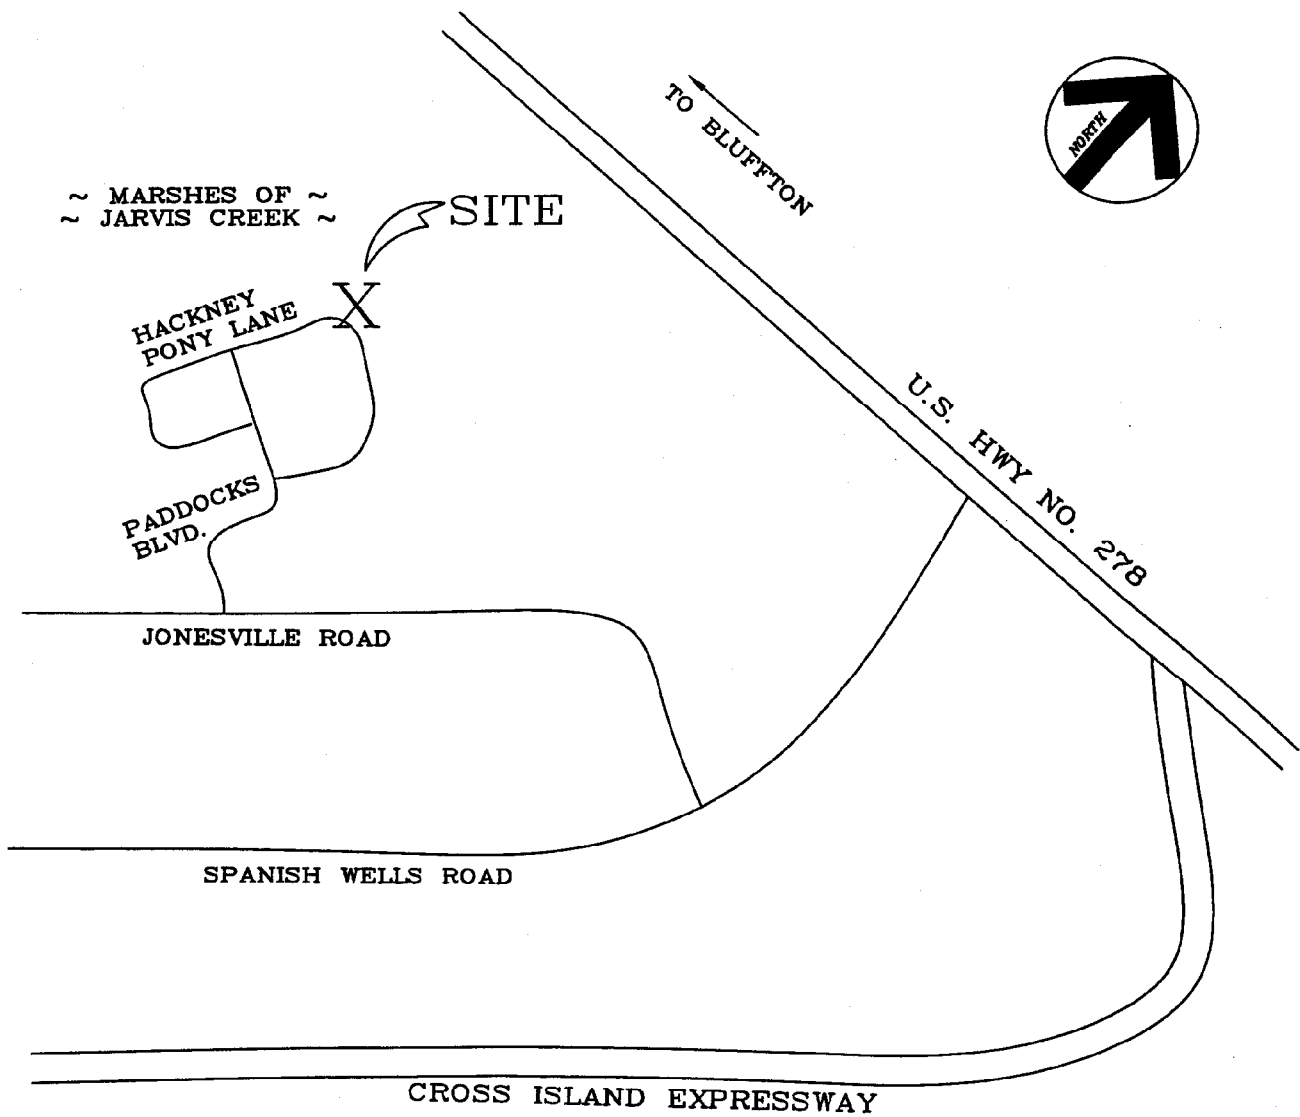 TO BLUFFTON
NORTH
~ MARSHES OF ~
~ JARVIS CREEK ~
SITE
X
HACKNEY
PONY LANE
U.S. HWY NO. 278
PADDOCKS
BLVD.
JONESVILLE ROAD
SPANISH WELLS ROAD
CROSS ISLAND EXPRESSWAY